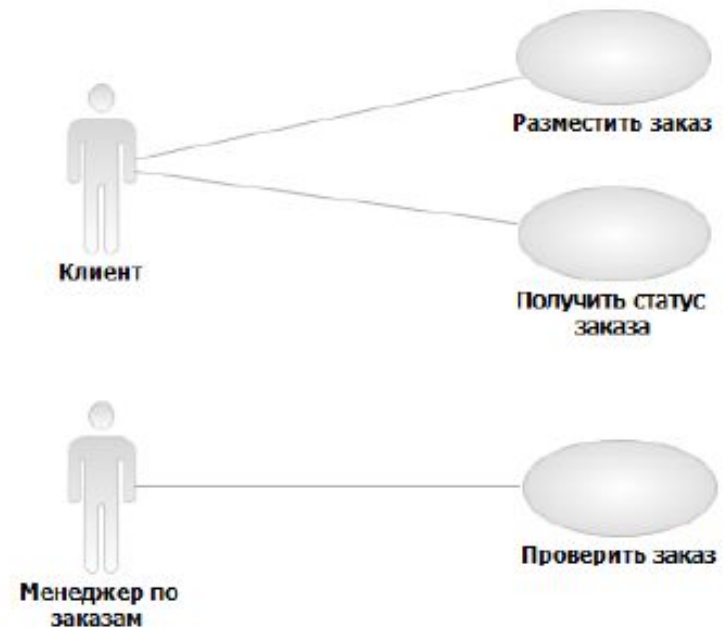 Разместить заказ
Клиент
Получить статус
заказа
Проверить заказ
Менеджер по
заказам